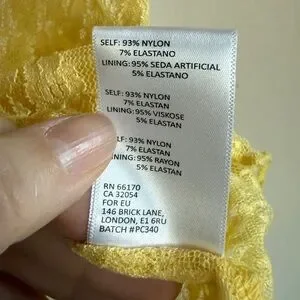 SELF: 93% NYLON
7% ELASTANO
LINING: 95% SEDA ARTIFICIAL
5% ELASTANO
SELF: 93% NYLON
7% ELASTAN
LINING: 95% VISKOSE
5% ELASTAN
SELF: 93% NYLON
7% ELASTAN
LINING: 95% RAYON
5% ELASTAN
RN 66170
CA 32054
FOR EU
146 BRICK LANE,
LONDON, E1 6RU
BATCH #PC340